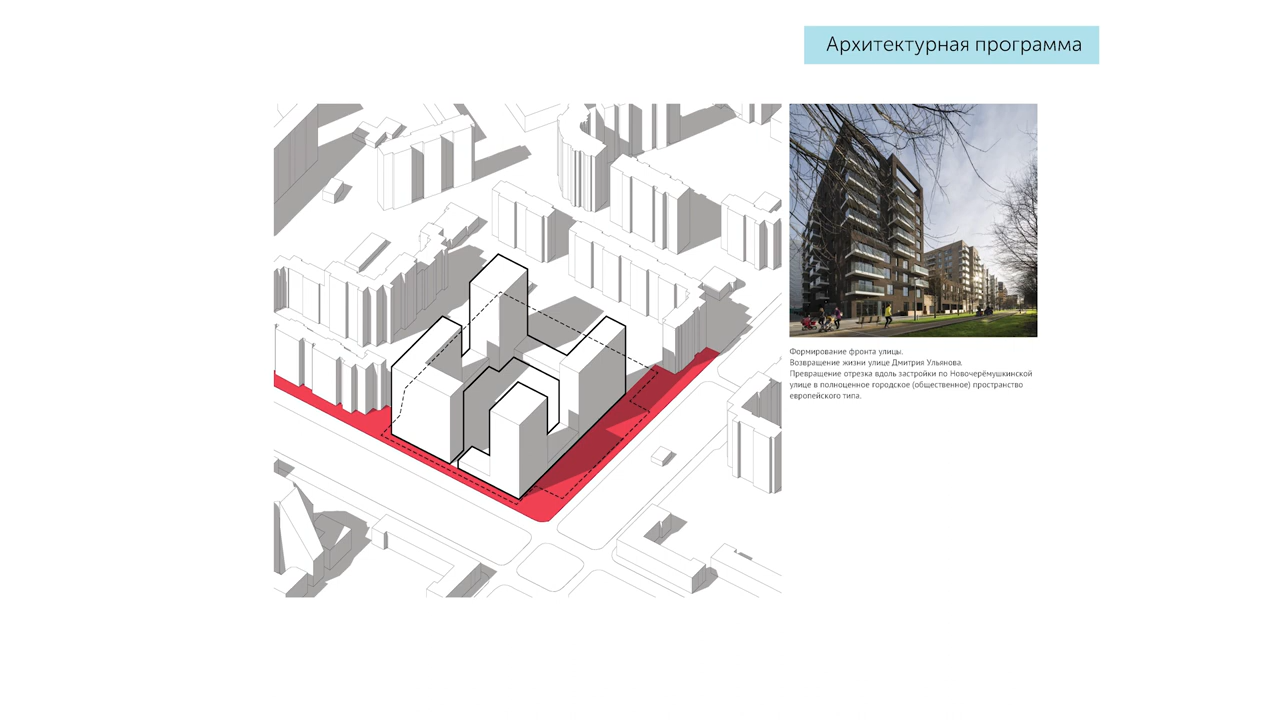 Архитектурная программа
Формирование фронта улицы.
Возвращение жизни улице Дмитрия Ульянова.
Превращение отрезка вдоль застройки по Новочерёмушкинской
улице в полноценное городское (общественное) пространство
европейского типа.